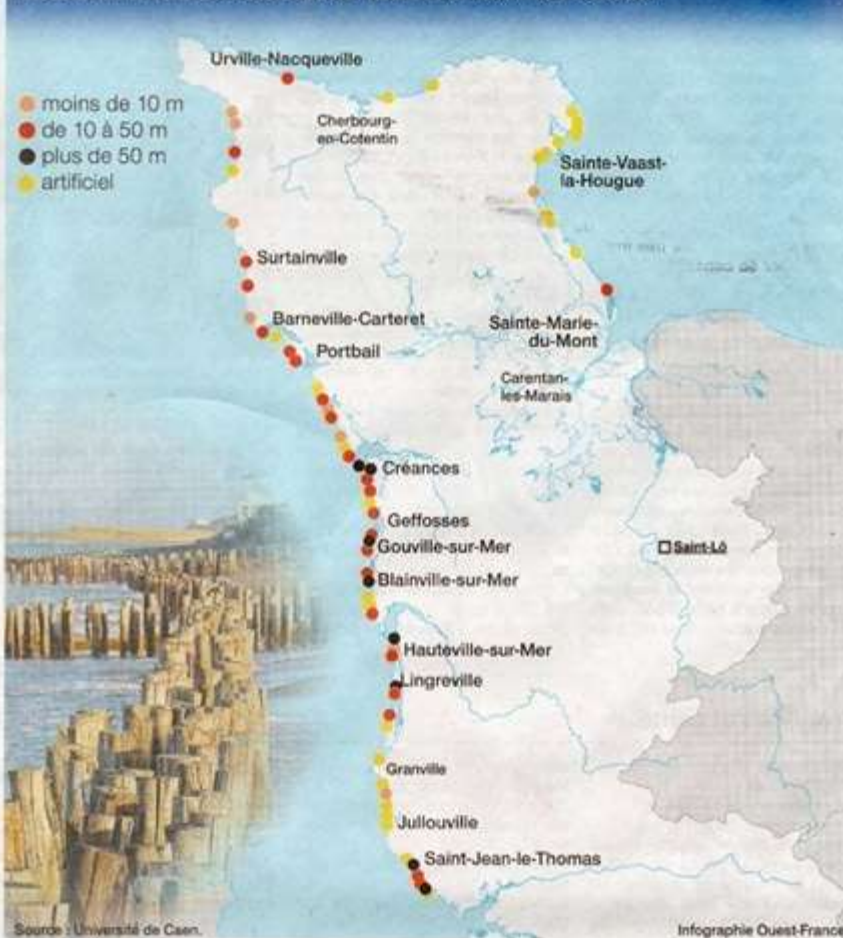 Urville-Nacqueville
moins de 10 m
de 10 à 50 m
plus de 50 m
artificiel
Cherbourg-
en-Cotentin
Sainte-Vaast-
la-Hougue
Surtainville
Barneville-Carteret
Sainte-Marie-
du-Mont
Portbail
Carentan-
les-Marais
Créances
Geffosses
Gouville-sur-Mer
Saint-Lô
Blainville-sur-Mer
Hauteville-sur-Mer
Lingreville
Granville
Jullouville
Saint-Jean-le-Thomas
Source : Université de Caen.
Infographie Ouest-France